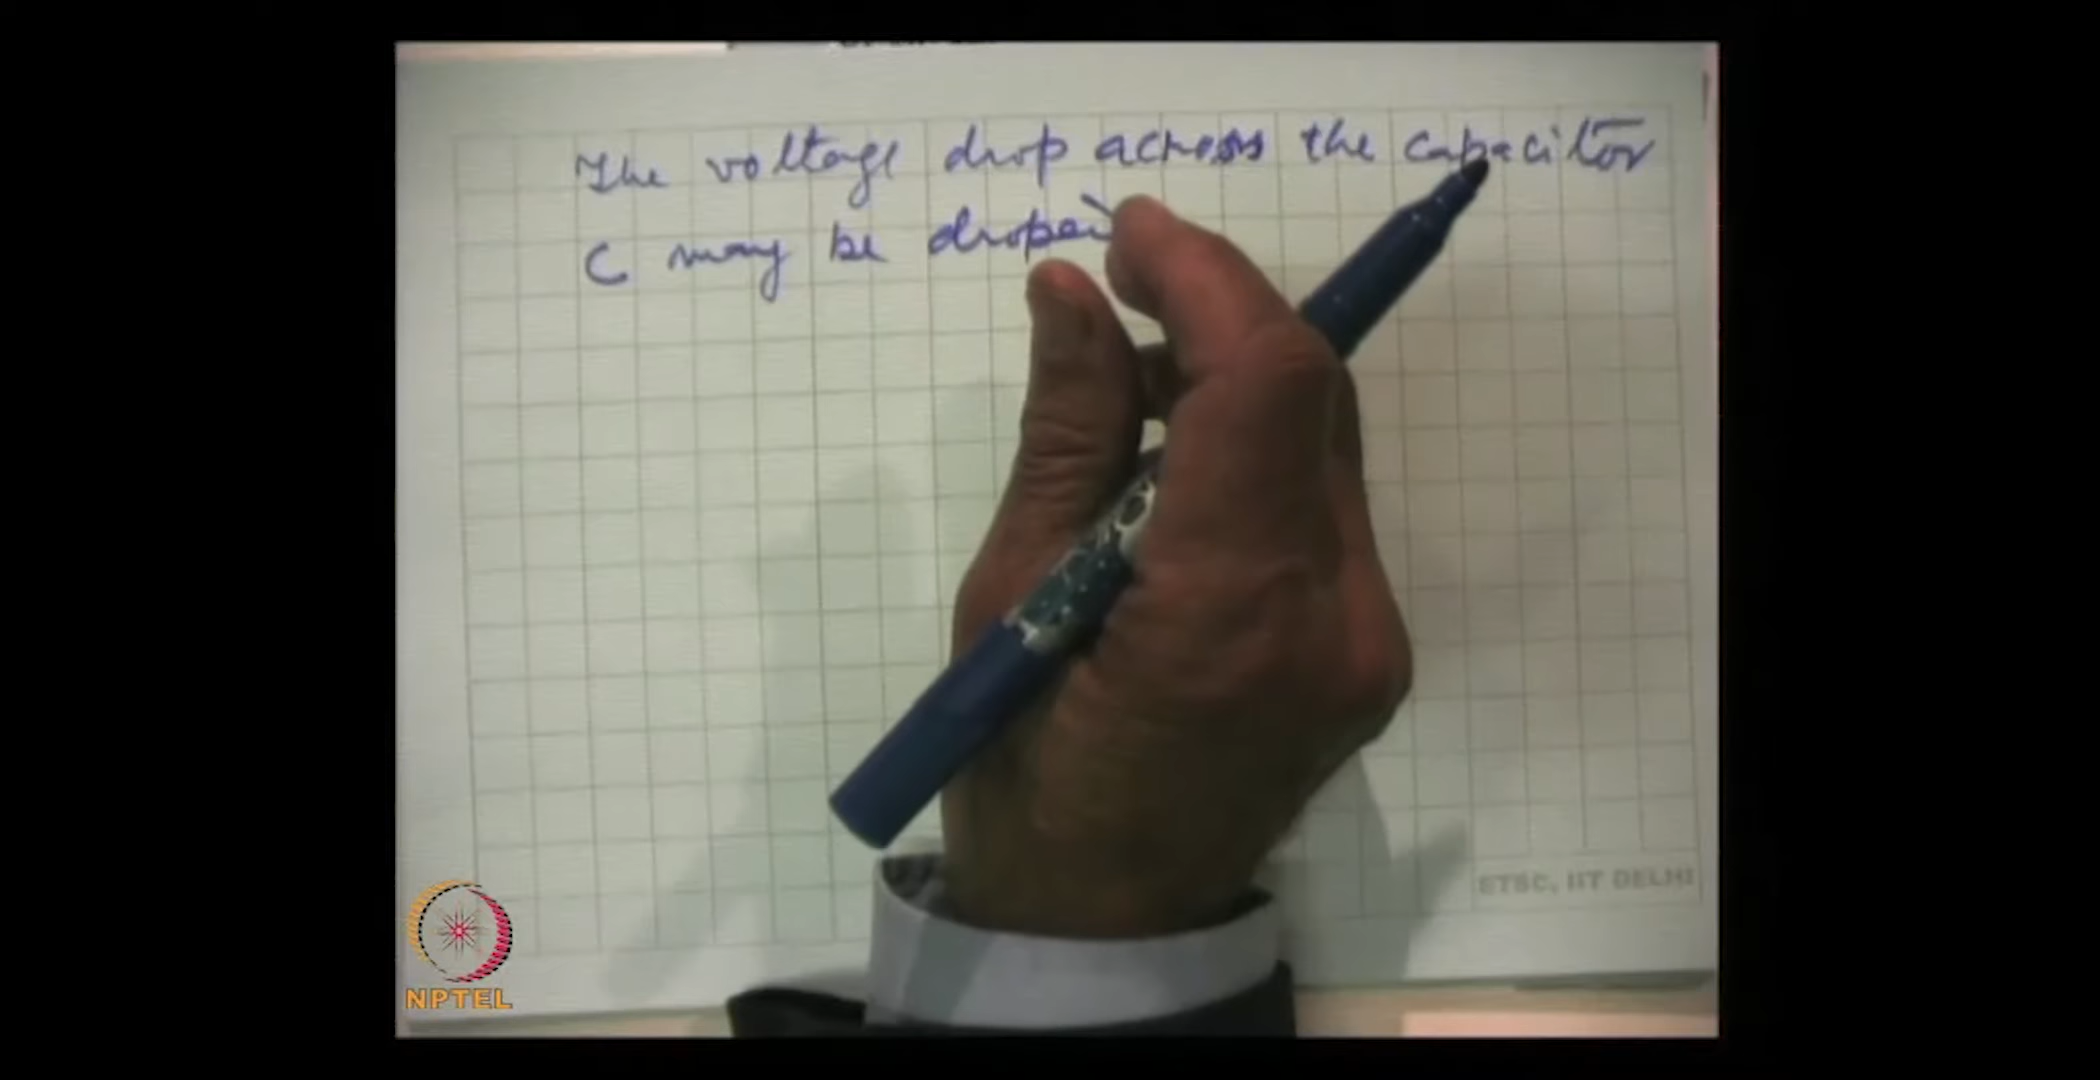 The voltage drop across the capacitor
C may be
ETSC, IIT DELHI
NPTEL